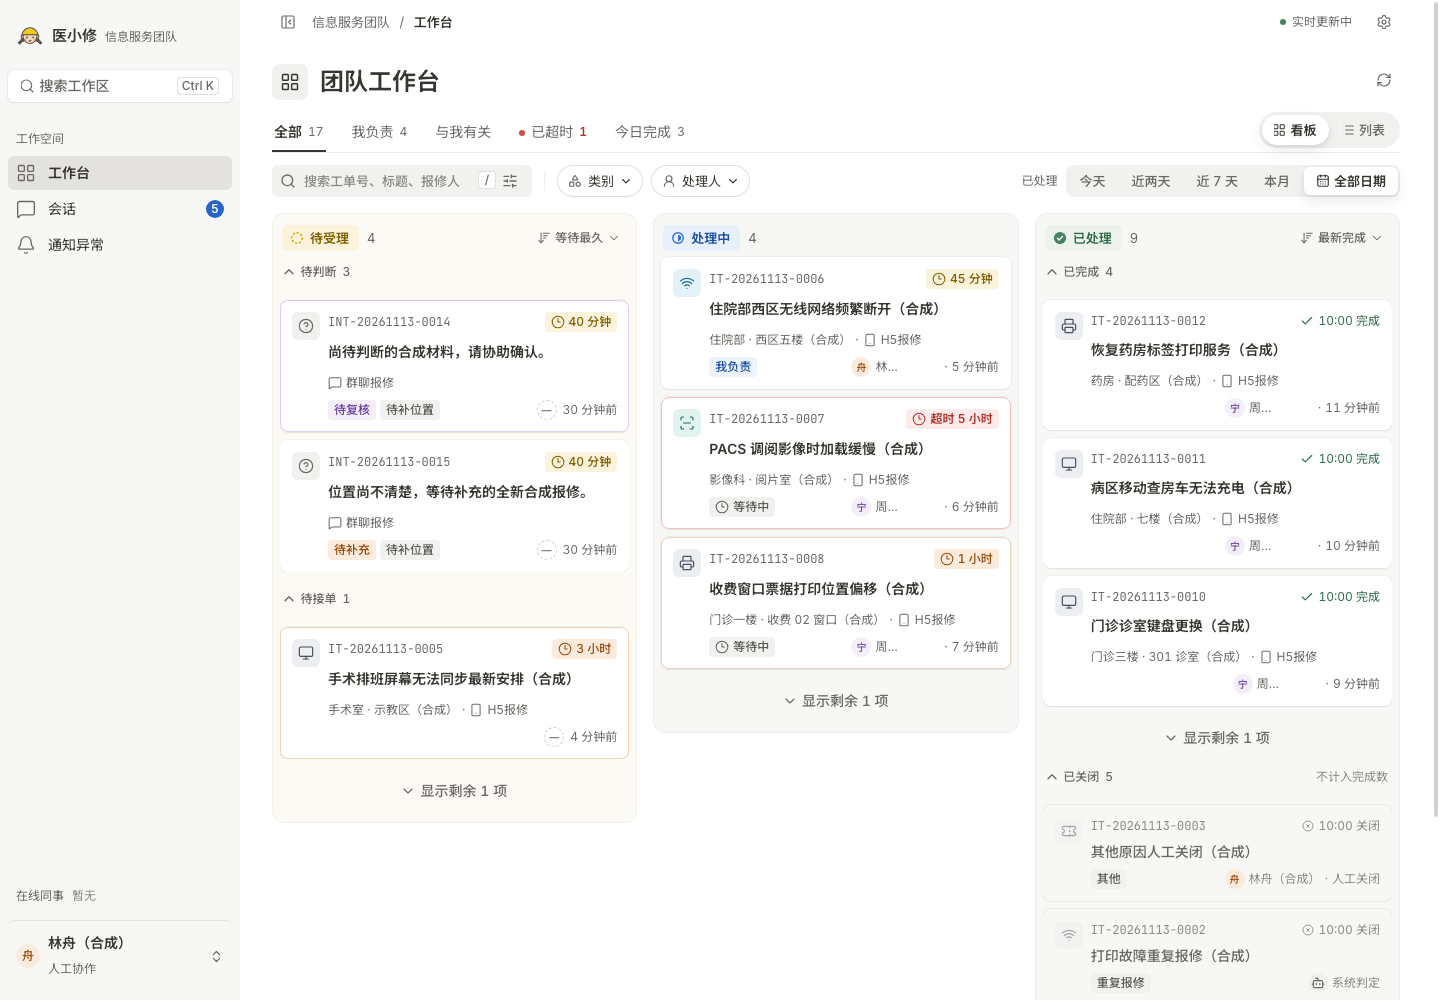 医小修 信息服务团队
搜索工作区 Ctrl K
工作空间
工作台
会话 5
通知异常
在线同事 暂无
舟 林舟（合成）
人工协作
信息服务团队 / 工作台
实时更新中
团队工作台
全部 17 我负责 4 与我有关 已超时 1 今日完成 3
看板 列表
搜索工单号、标题、报修人 / 类别 处理人
已处理 今天 近两天 近 7 天 本月 全部日期
待受理 4 等待最久
待判断 3
INT-20261113-0014 40 分钟
尚待判断的合成材料，请协助确认。
群聊报修
待复核 待补位置 30 分钟前
INT-20261113-0015 40 分钟
位置尚不清楚，等待补充的全新合成报修。
群聊报修
待补充 待补位置 30 分钟前
待接单 1
IT-20261113-0005 3 小时
手术排班屏幕无法同步最新安排（合成）
手术室 · 示教区（合成） · H5报修
4 分钟前
显示剩余 1 项
处理中 4
IT-20261113-0006 45 分钟
住院部西区无线网络频繁断开（合成）
住院部 · 西区五楼（合成） · H5报修
我负责 舟 林... · 5 分钟前
IT-20261113-0007 超时 5 小时
PACS 调阅影像时加载缓慢（合成）
影像科 · 阅片室（合成） · H5报修
等待中 宁 周... · 6 分钟前
IT-20261113-0008 1 小时
收费窗口票据打印位置偏移（合成）
门诊一楼 · 收费 02 窗口（合成） · H5报修
等待中 宁 周... · 7 分钟前
显示剩余 1 项
已处理 9 最新完成
已完成 4
IT-20261113-0012 10:00 完成
恢复药房标签打印服务（合成）
药房 · 配药区（合成） · H5报修
宁 周... · 11 分钟前
IT-20261113-0011 10:00 完成
病区移动查房车无法充电（合成）
住院部 · 七楼（合成） · H5报修
宁 周... · 10 分钟前
IT-20261113-0010 10:00 完成
门诊诊室键盘更换（合成）
门诊三楼 · 301 诊室（合成） · H5报修
宁 周... · 9 分钟前
显示剩余 1 项
已关闭 5 不计入完成数
IT-20261113-0003 10:00 关闭
其他原因人工关闭（合成）
其他 舟 林舟（合成） · 人工关闭
IT-20261113-0002 10:00 关闭
打印故障重复报修（合成）
重复报修 系统判定